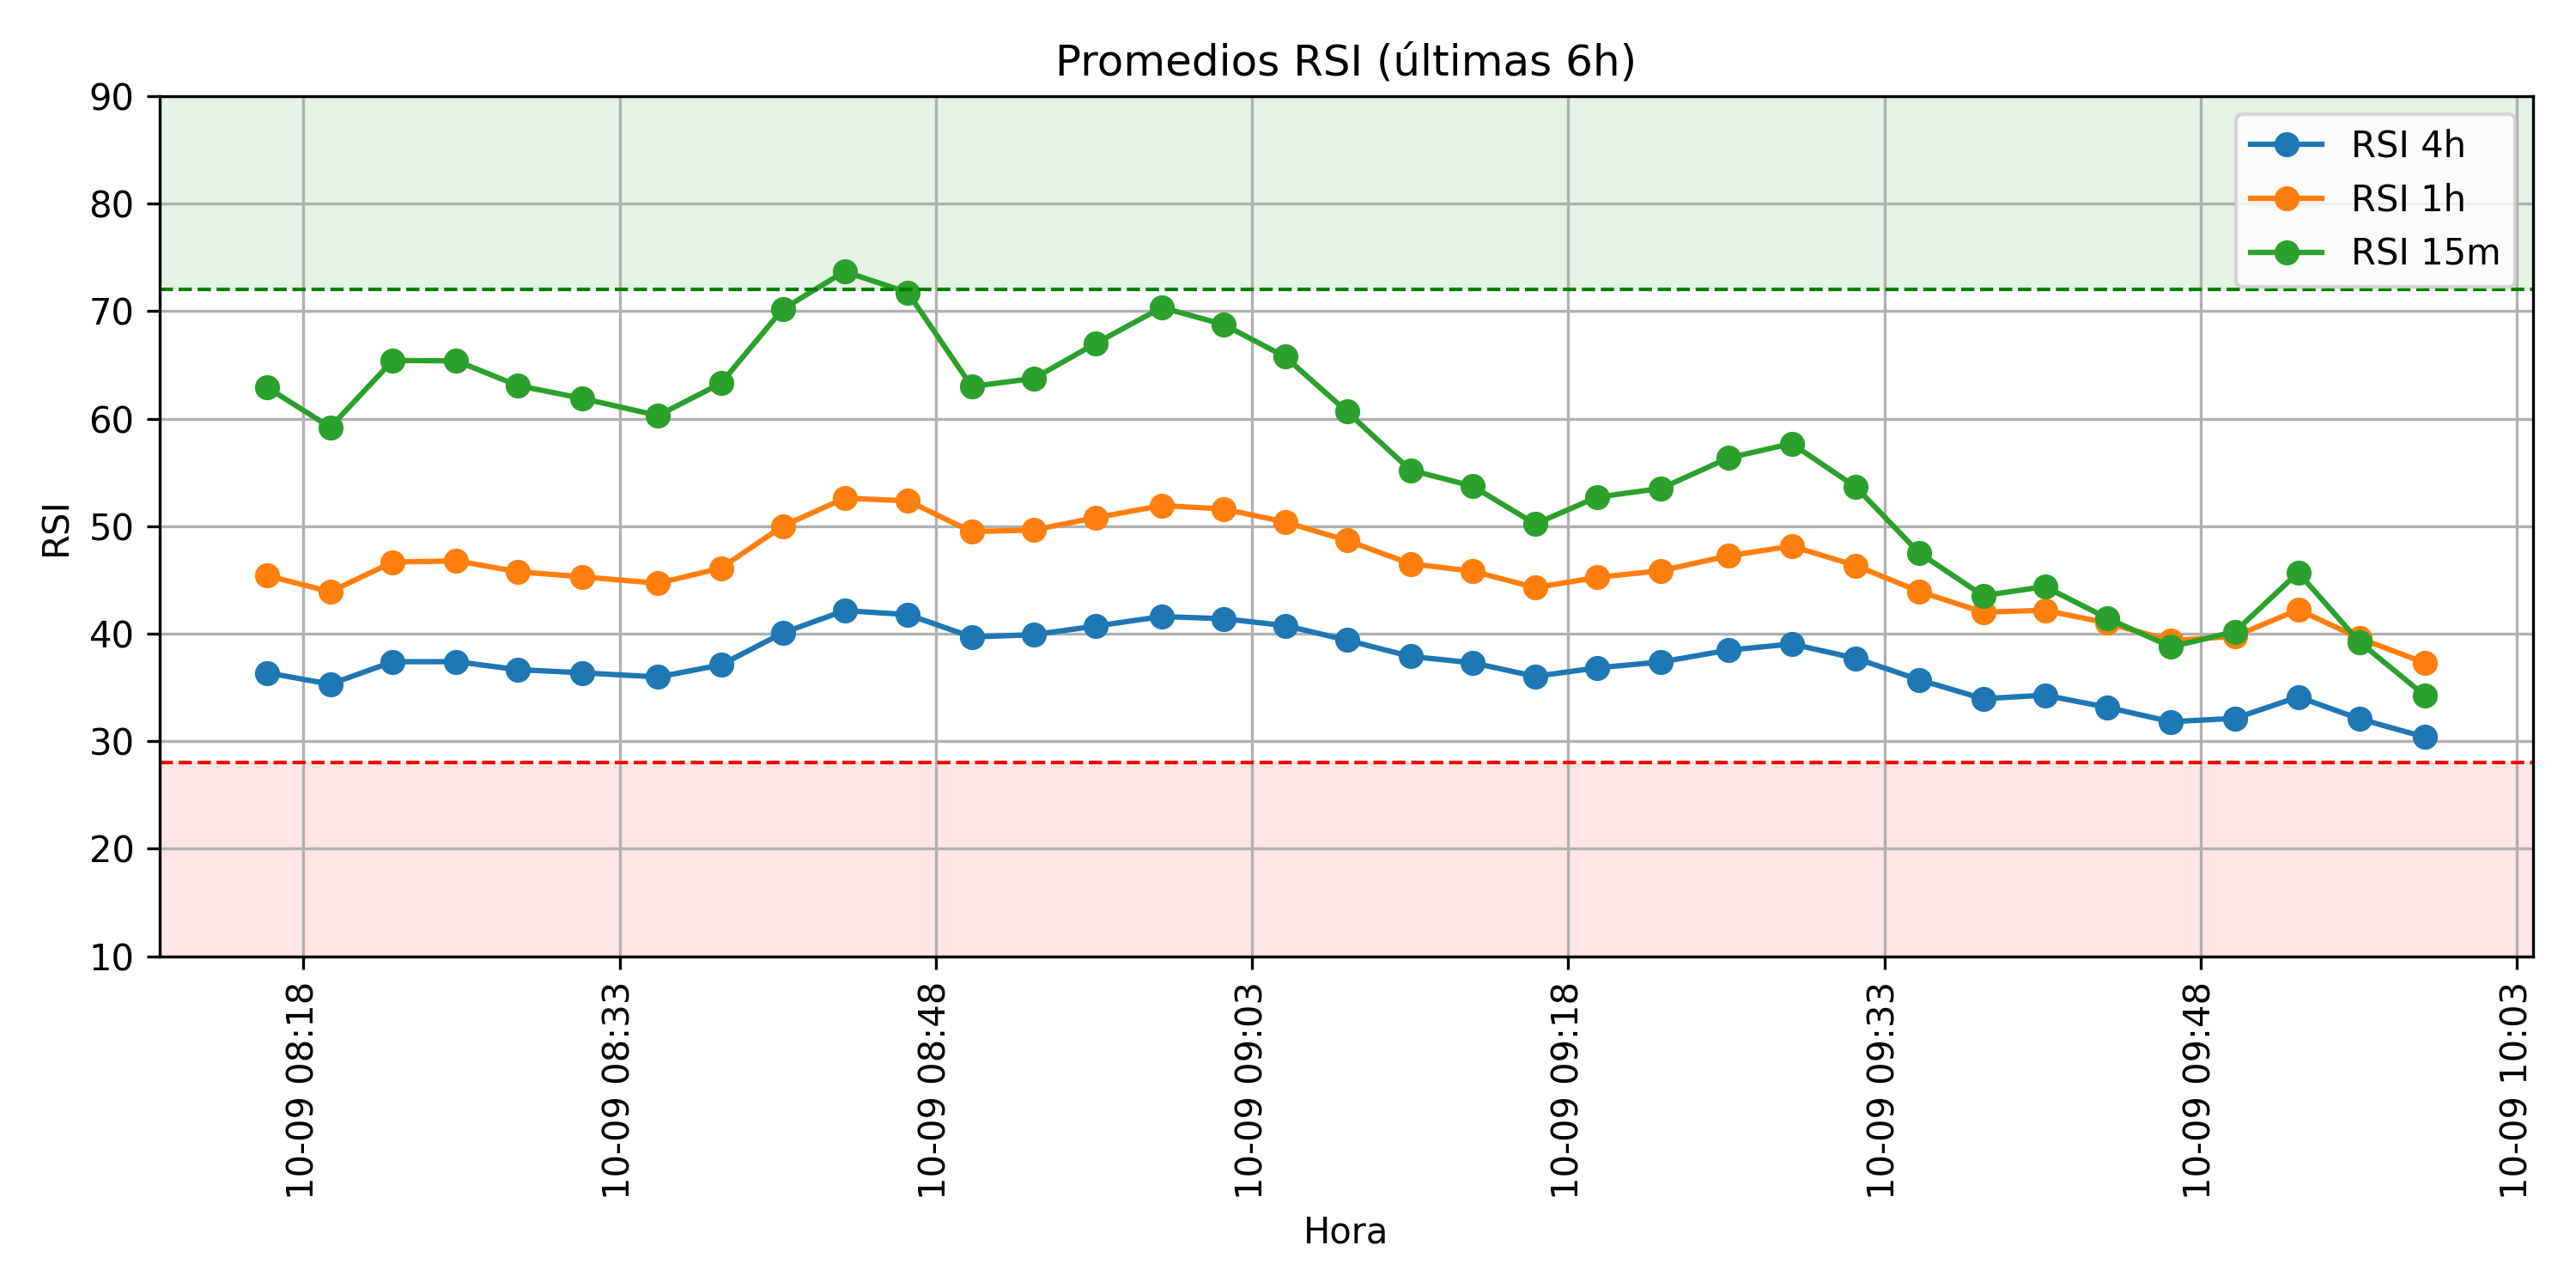 Promedios RSI (últimas 6h)
90
80
70
60
50
40
30
20
10
RSI
RSI 4h
RSI 1h
RSI 15m
10-09 08:18
10-09 08:33
10-09 08:48
10-09 09:03
10-09 09:18
10-09 09:33
10-09 09:48
10-09 10:03
Hora